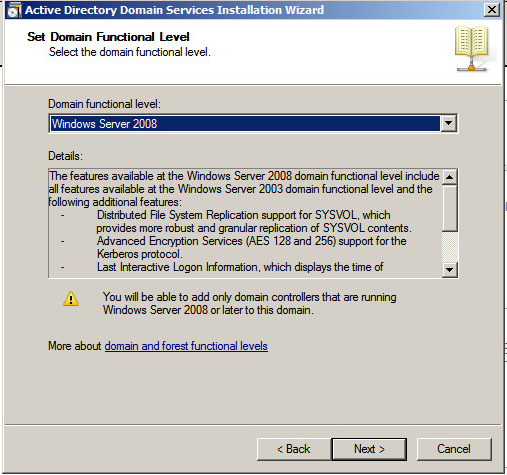 Active Directory Domain Services Installation Wizard
Set Domain Functional Level
Select the domain functional level.
Domain functional level:
Windows Server 2008
Details:
The features available at the Windows Server 2008 domain functional level include
all features available at the Windows Server 2003 domain functional level and the
following additional features:
- Distributed File System Replication support for SYSVOL, which
provides more robust and granular replication of SYSVOL contents.
- Advanced Encryption Services (AES 128 and 256) support for the
Kerberos protocol.
- Last Interactive Logon Information, which displays the time of
You will be able to add only domain controllers that are running
Windows Server 2008 or later to this domain.
More about domain and forest functional levels
< Back
Next >
Cancel